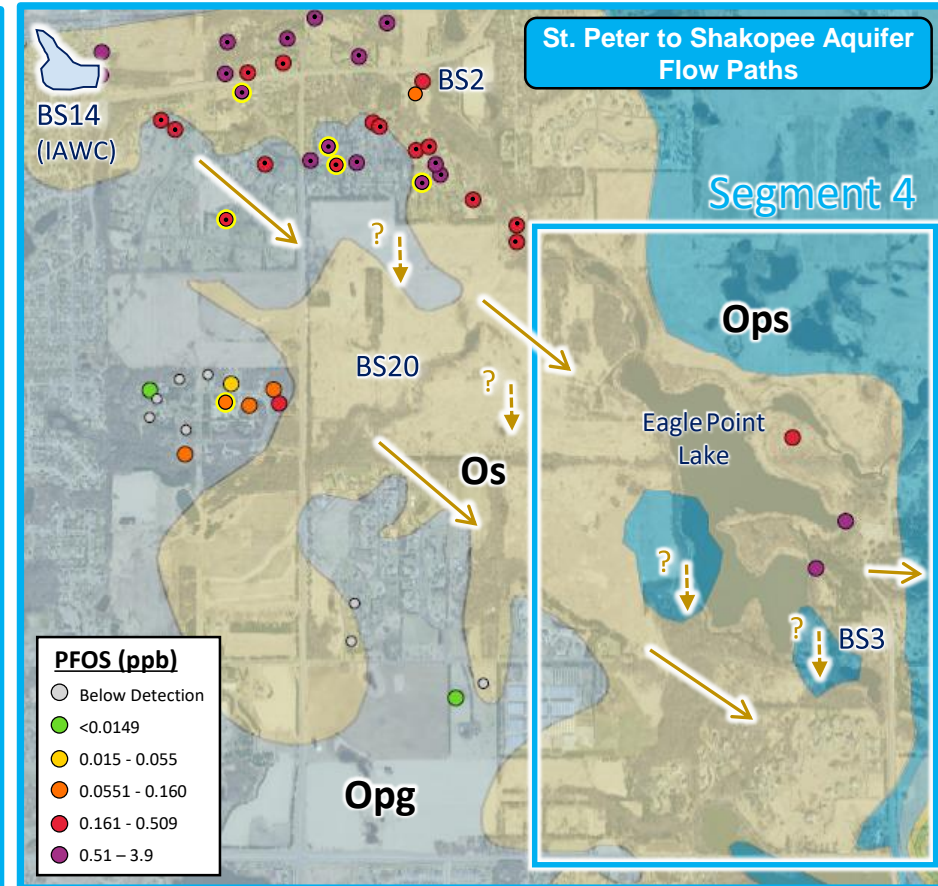 St. Peter to Shakopee Aquifer
Flow Paths
BS14
(IAWC)
BS2
Segment 4
?
Ops
BS20
?
Eagle Point
Lake
Os
?
?
BS3
PFOS (ppb)
Below Detection
<0.0149
0.015 - 0.055
0.0551 - 0.160
0.161 - 0.509
0.51 – 3.9
Opg